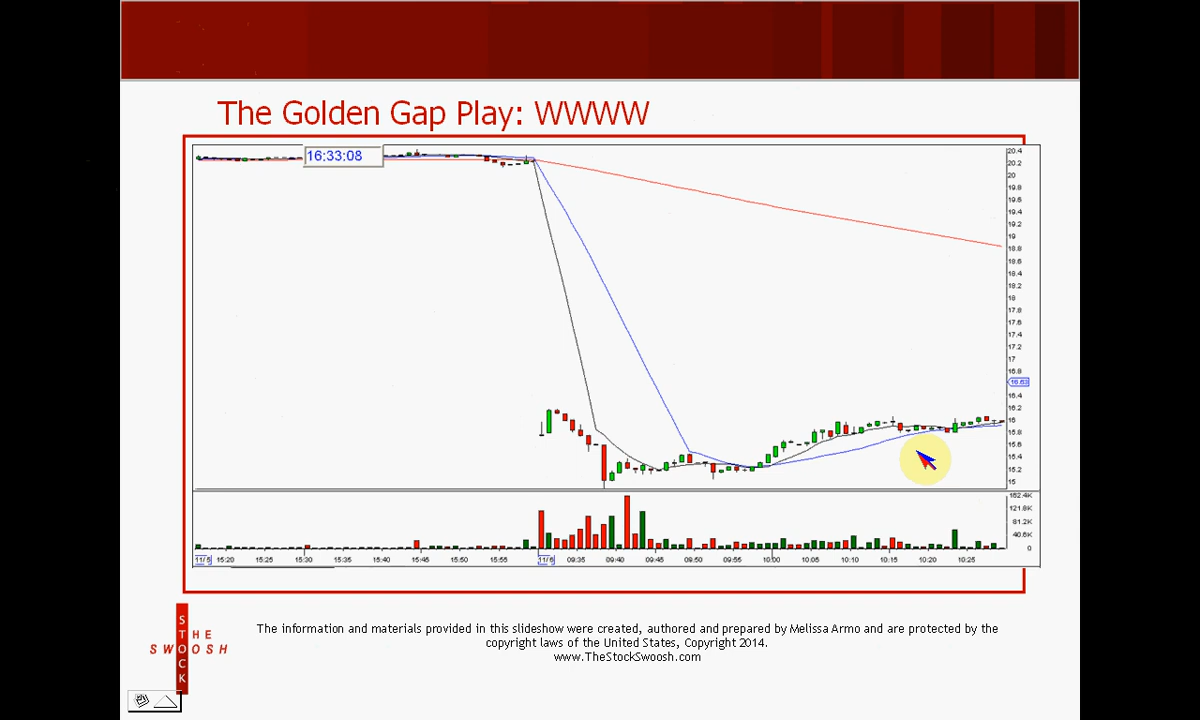 The Golden Gap Play: WWWW
16:33:08
20.4
20.2
20
19.8
19.6
19.4
19.2
19
18.8
18.6
18.4
18.2
18
17.8
17.6
17.4
17.2
17
16.8
16.63
16.4
16.2
16
15.8
15.6
15.4
15.2
15
162.4K
121.8K
81.2K
40.6K
0
11/5 15:20 15:25 15:30 15:35 15:40 15:45 15:50 15:55 11/6 09:35 09:40 09:45 09:50 09:55 10:00 10:05 10:10 10:15 10:20 10:25
THE
STOCK
SWOOSH
The information and materials provided in this slideshow were created, authored and prepared by Melissa Armo and are protected by the
copyright laws of the United States, Copyright 2014.
www.TheStockSwoosh.com